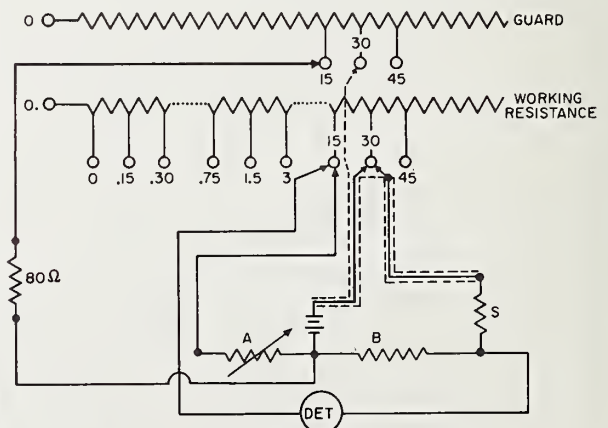 0 GUARD
30
15 45
0. WORKING RESISTANCE
15 30
0 .15 .30 .75 1.5 3 45
80Ω
A B S
DET